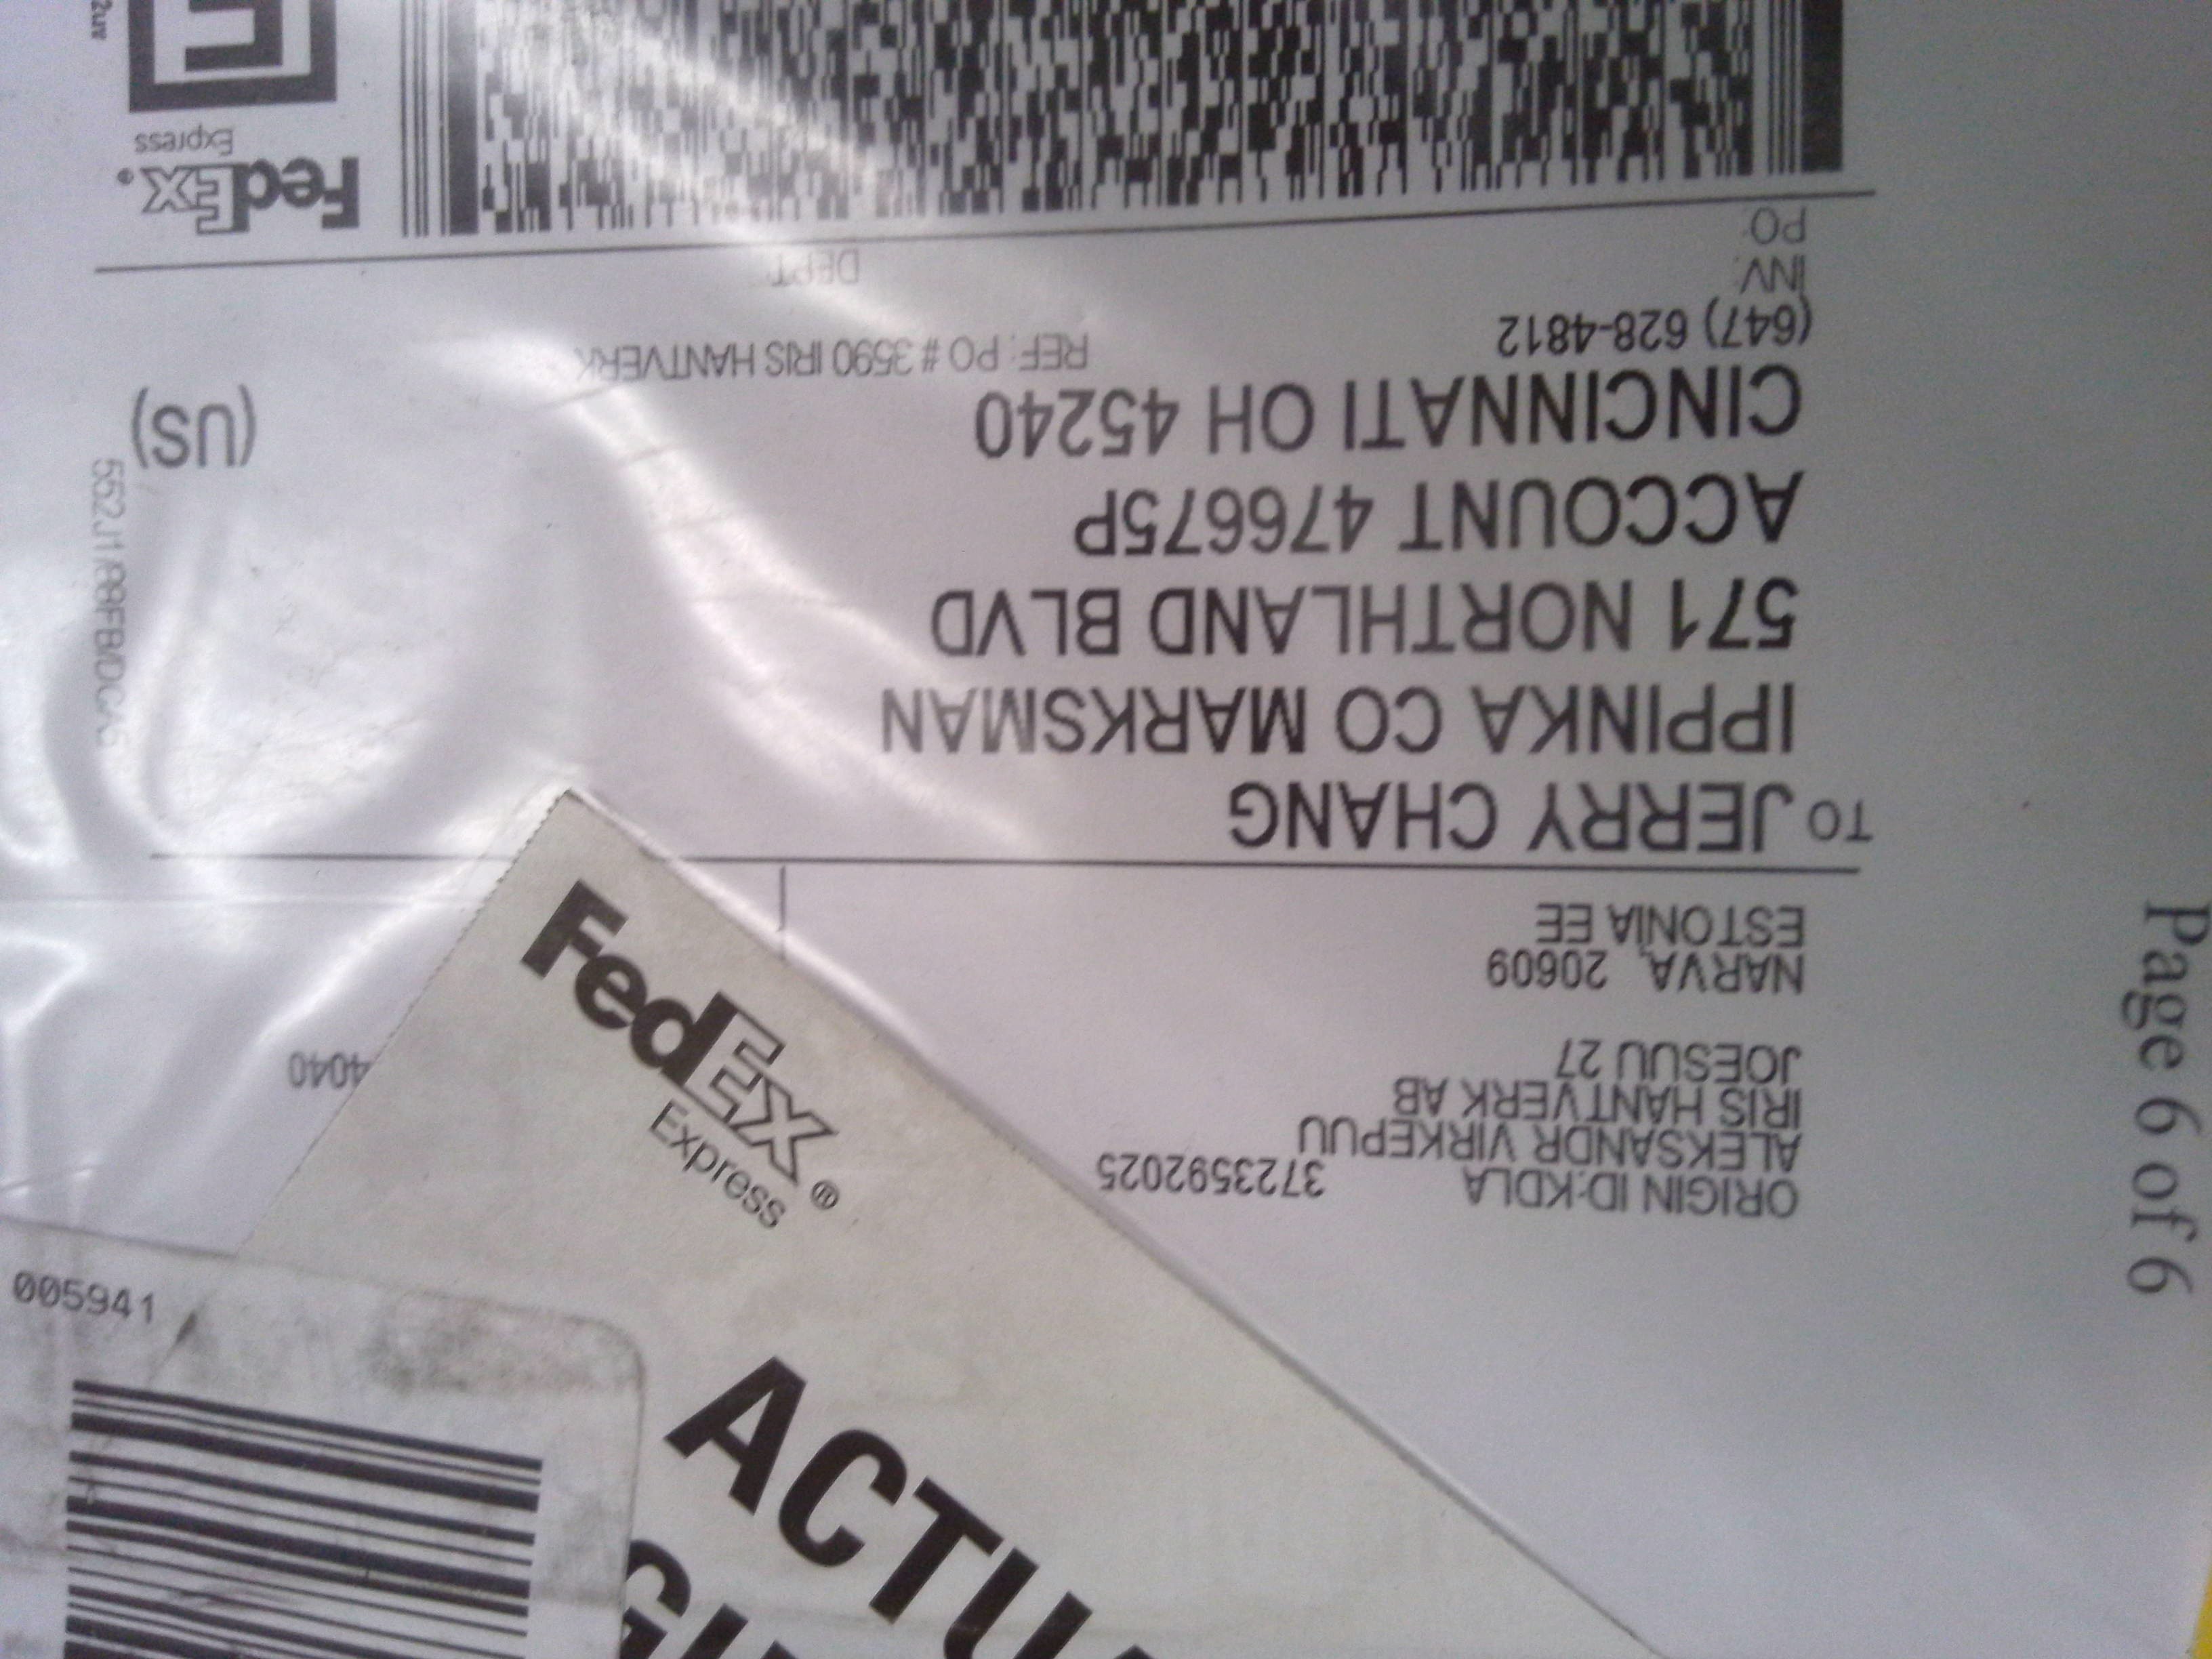 ORIGIN ID:KDLA 3723592025
ALEKSANDR VIRKEPUU
IRIS HANTVERK AB
JOESUU 27
NARVA, 20609
ESTONIA EE
4040
TO JERRY CHANG
IPPINKA CO MARKSMAN
571 NORTHLAND BLVD
ACCOUNT 476675P
CINCINNATI OH 45240
(US)
(647) 628-4812
REF: PO # 3590 IRIS HANTVERK
INV:
PO:
DEPT:
FedEx®
Express
E
Page 6 of 6
FedEx®
Express
005941